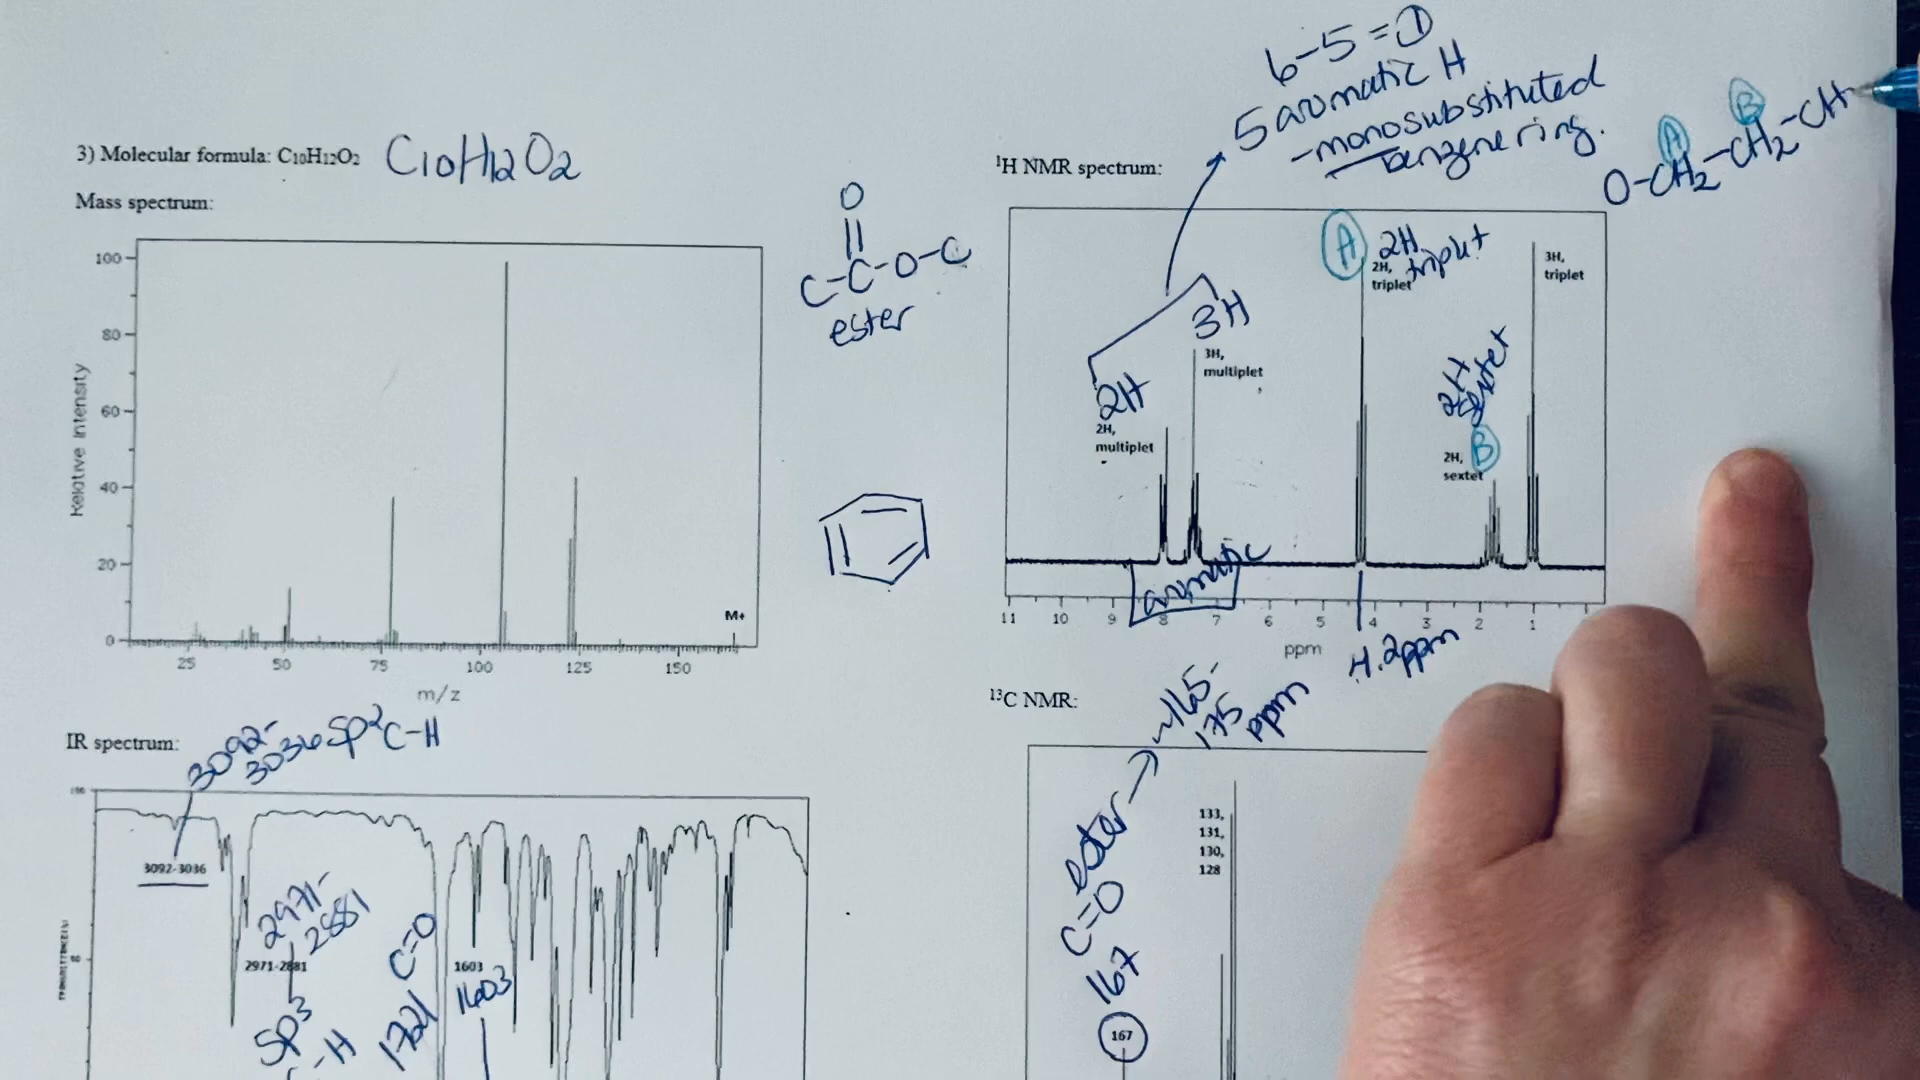 6-5=1
5 aromatic H
-monosubstituted
benzene ring.
A B
O-CH2-CH2-CH
3) Molecular formula: C10H12O2 C10H12O2
Mass spectrum:
100
80
60
40
20
0
Relative Intensity
M+
25 50 75 100 125 150
m/z
O
C-C-O-C
ester
¹H NMR spectrum:
A 2H
triplet
2H,
triplet
3H,
triplet
3H
3H,
multiplet
2H
2H,
multiplet
2H
sextet
B
2H,
sextet
aromatic
11 10 9 8 7 6 5 4 3 2 1
ppm
4.2ppm
IR spectrum:
3092-
3036 sp2 C-H
100
3092-3036
2971-
2881
2971-2881
sp3
-H
1721 C=O
1603
1603
¹³C NMR:
~165-
175
ppm
ester
C=O
167
167
133,
131,
130,
128